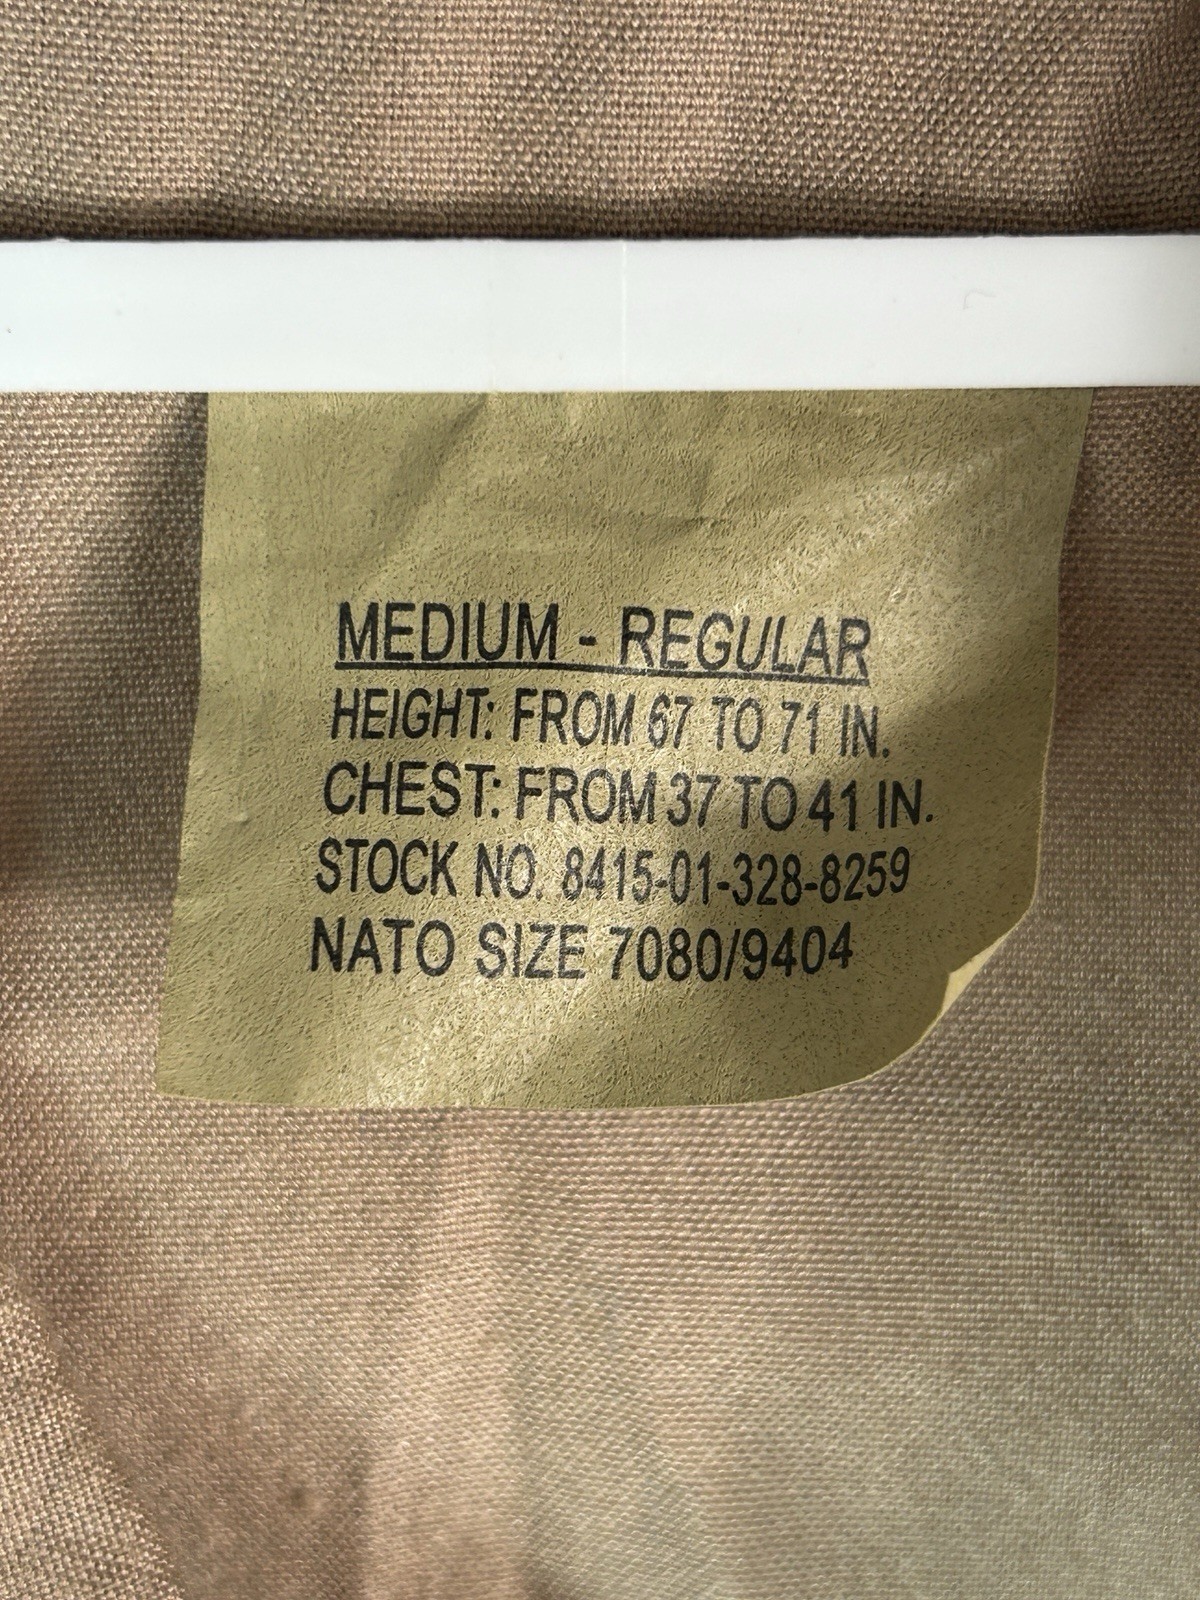 MEDIUM - REGULAR
HEIGHT: FROM 67 TO 71 IN.
CHEST: FROM 37 TO 41 IN.
STOCK NO. 8415-01-328-8259
NATO SIZE 7080/9404